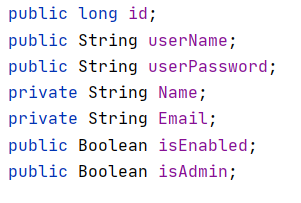 public long id;
public String userName;
public String userPassword;
private String Name;
private String Email;
public Boolean isEnabled;
public Boolean isAdmin;